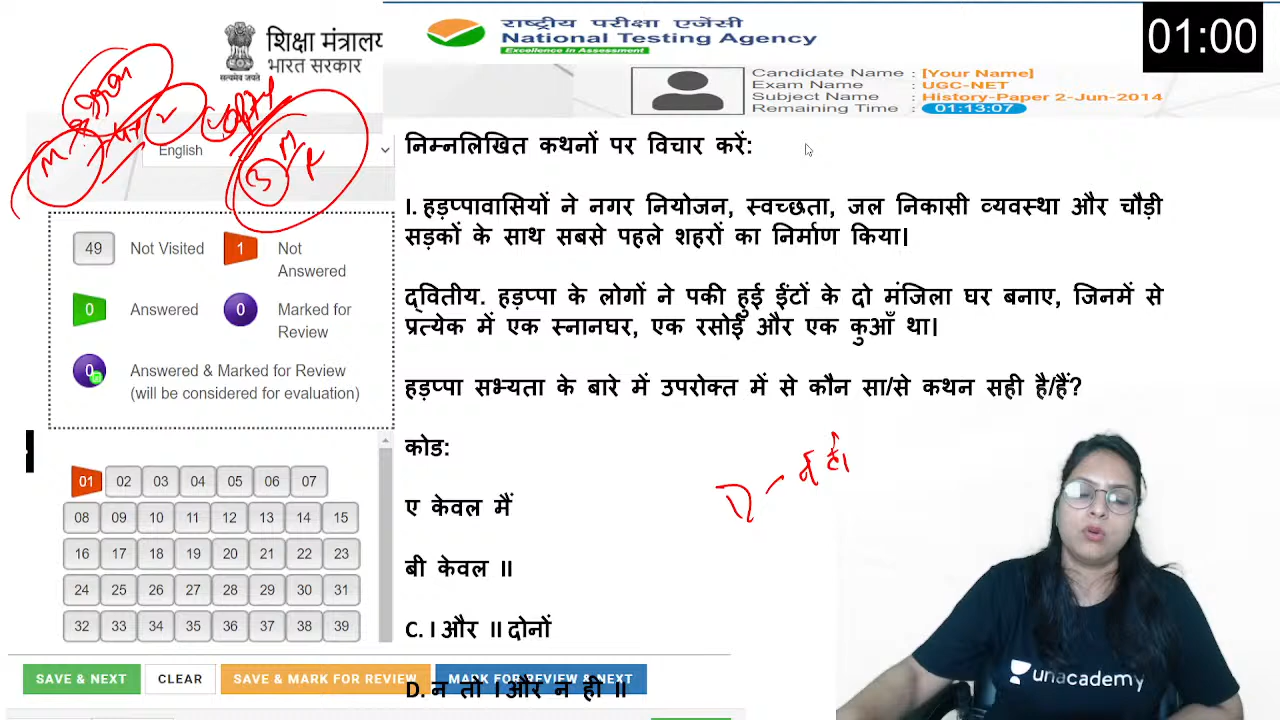 शिक्षा मंत्रालय
भारत सरकार
सत्यमेव जयते
राष्ट्रीय परीक्षा एजेंसी
National Testing Agency
Excellence in Assessment
01:00
Candidate Name : [Your Name]
Exam Name : UGC-NET
Subject Name : History-Paper 2-Jun-2014
Remaining Time : 01:13:07
English
49 Not Visited
1 Not Answered
0 Answered
0 Marked for Review
0 Answered & Marked for Review (will be considered for evaluation)
01 02 03 04 05 06 07
08 09 10 11 12 13 14 15
16 17 18 19 20 21 22 23
24 25 26 27 28 29 30 31
32 33 34 35 36 37 38 39
SAVE & NEXT
CLEAR
SAVE & MARK FOR REVIEW
MARK FOR REVIEW & NEXT
निम्नलिखित कथनों पर विचार करें:
I. हड़प्पावासियों ने नगर नियोजन, स्वच्छता, जल निकासी व्यवस्था और चौड़ी
सड़कों के साथ सबसे पहले शहरों का निर्माण किया।
द्वितीय. हड़प्पा के लोगों ने पकी हुई ईंटों के दो मंजिला घर बनाए, जिनमें से
प्रत्येक में एक स्नानघर, एक रसोई और एक कुआँ था।
हड़प्पा सभ्यता के बारे में उपरोक्त में से कौन सा/से कथन सही है/हैं?
कोड:
ए केवल मैं
बी केवल II
C. I और II दोनों
D. न तो I और न ही II
D - नहीं
unacademy